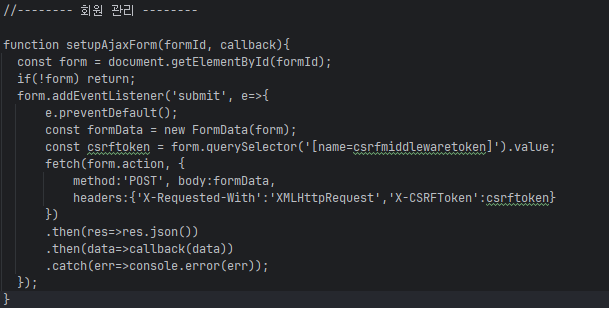 //-------- 회원 관리 --------
function setupAjaxForm(formId, callback){
  const form = document.getElementById(formId);
  if(!form) return;
  form.addEventListener('submit', e=>{
      e.preventDefault();
      const formData = new FormData(form);
      const csrftoken = form.querySelector('[name=csrfmiddlewaretoken]').value;
      fetch(form.action, {
          method:'POST', body:formData,
          headers:{'X-Requested-With':'XMLHttpRequest','X-CSRFToken':csrftoken}
      })
      .then(res=>res.json())
      .then(data=>callback(data))
      .catch(err=>console.error(err));
  });
}